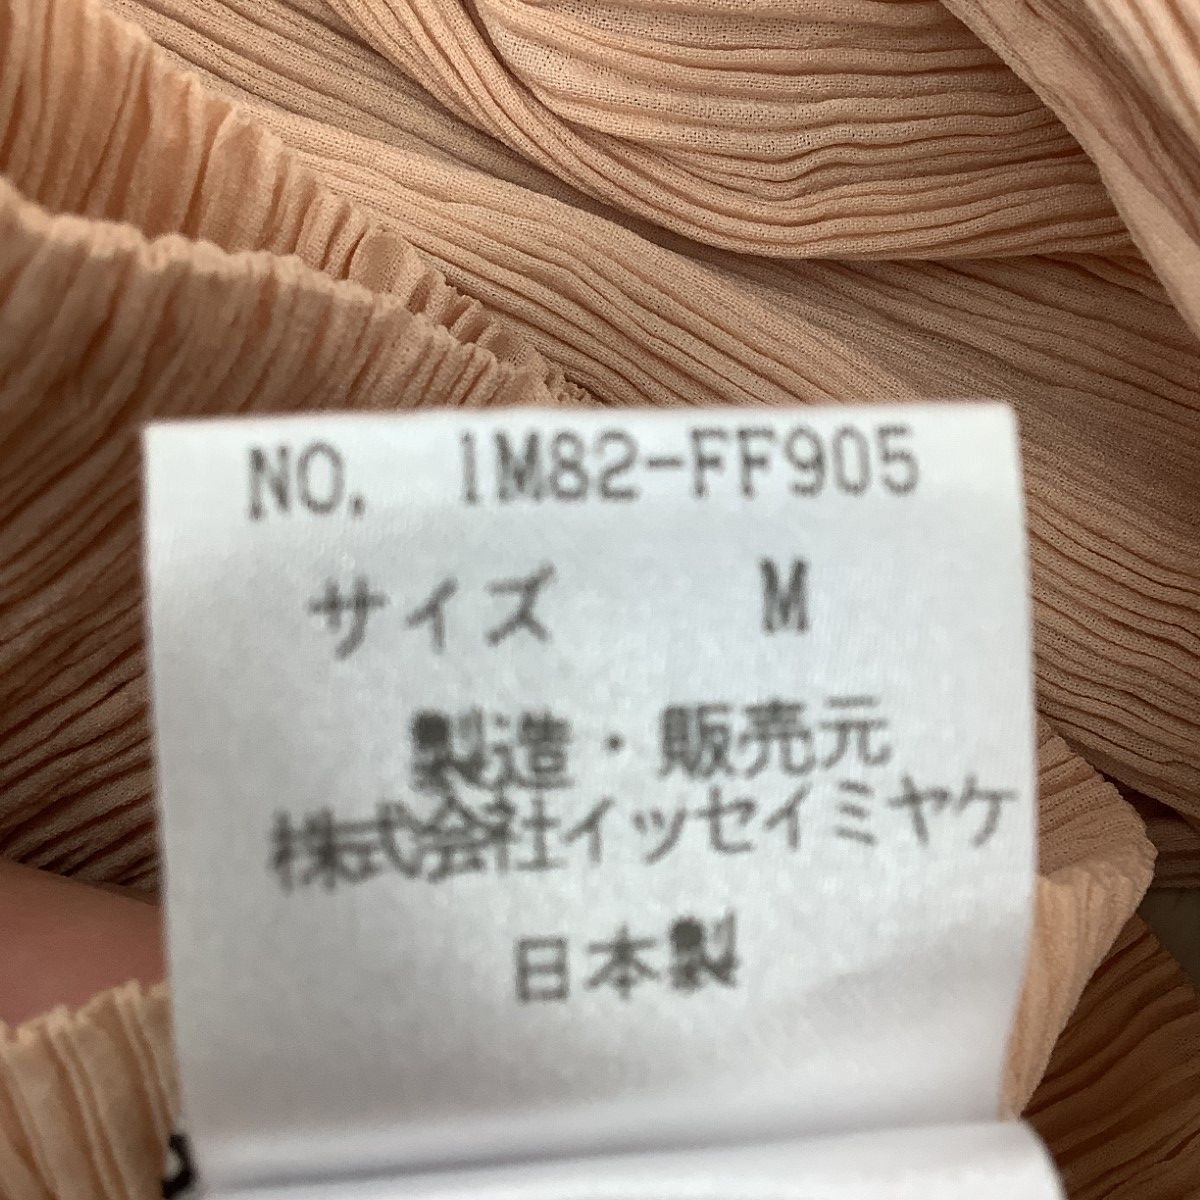 NO. 1M82-FF905
サイズ M
製造・販売元
株式会社イッセイミヤケ
日本製